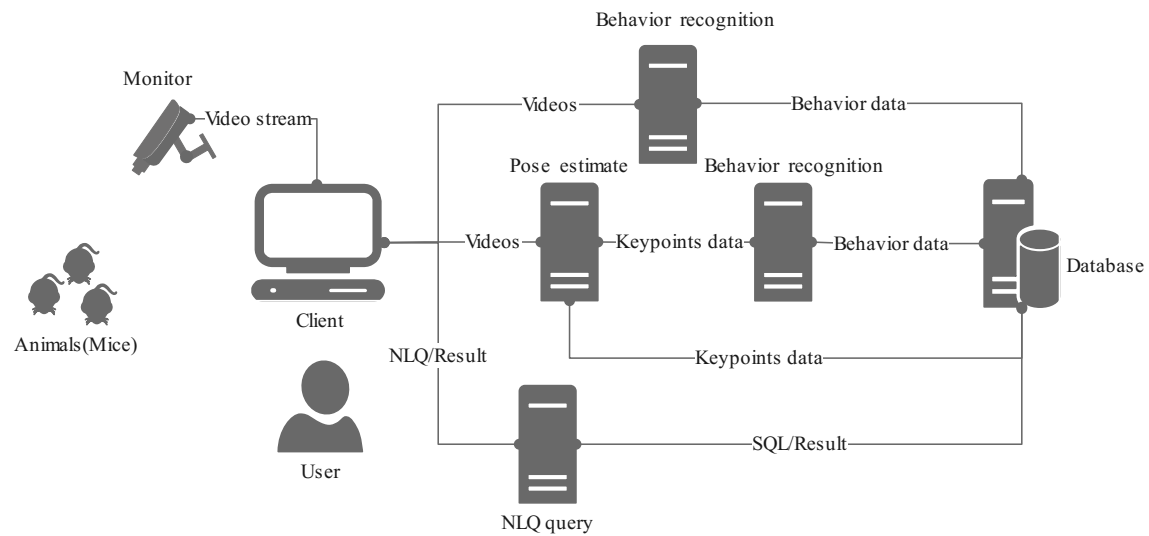 Behavior recognition
Monitor
Video stream
Videos
Behavior data
Pose estimate
Behavior recognition
Videos
Keypoints data
Behavior data
Database
Client
Animals(Mice)
NLQ/Result
Keypoints data
User
SQL/Result
NLQ query